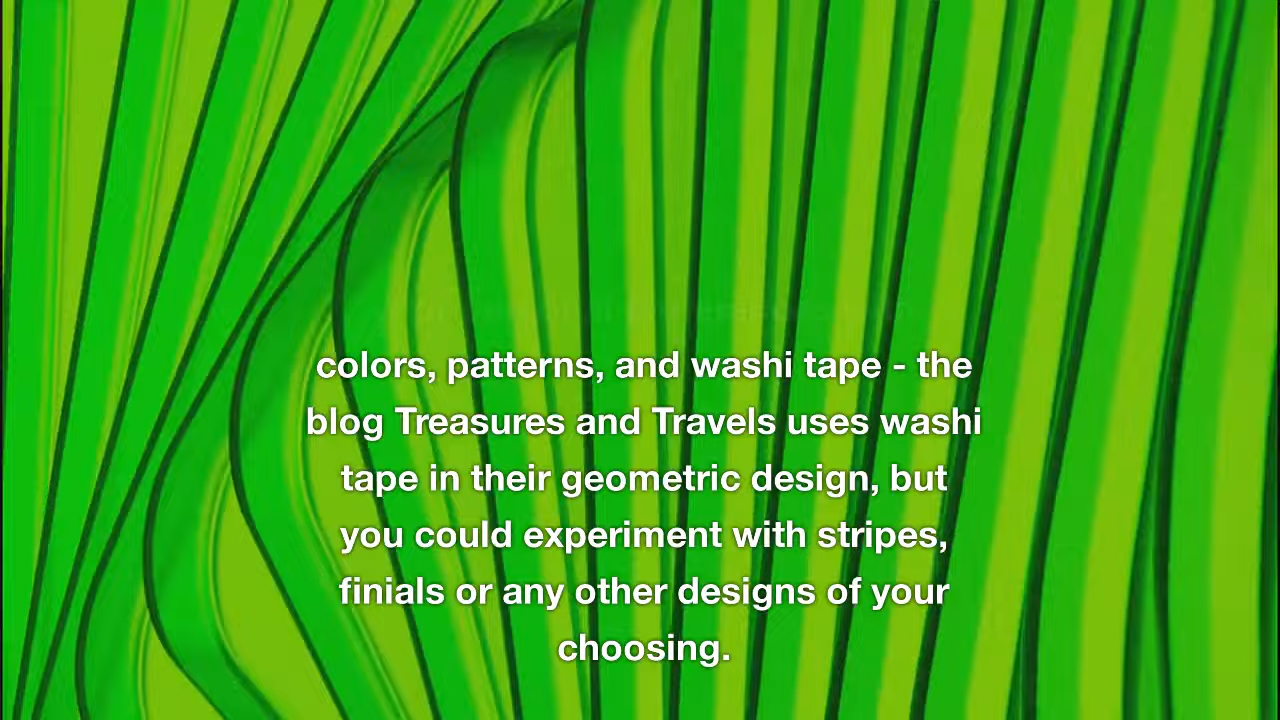 colors, patterns, and washi tape - the
blog Treasures and Travels uses washi
tape in their geometric design, but
you could experiment with stripes,
finials or any other designs of your
choosing.